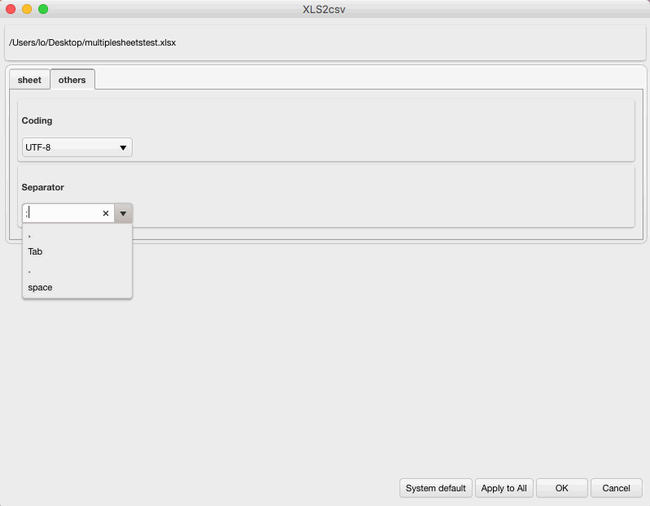 XLS2csv
/Users/lo/Desktop/multiplesheetstest.xlsx
sheet others
Coding
UTF-8
Separator
;
,
Tab
.
space
System default Apply to All OK Cancel